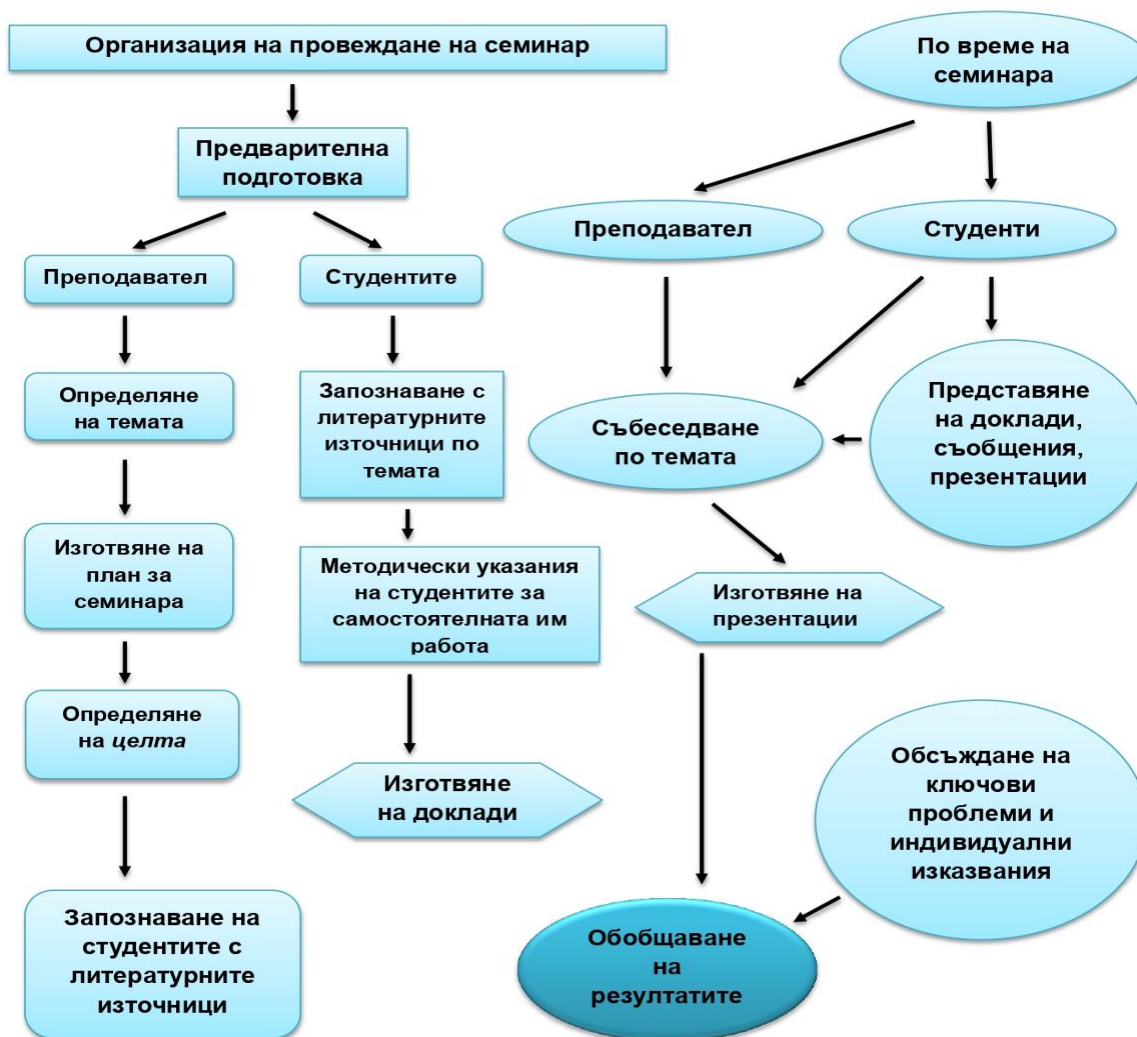 Организация на провеждане на семинар
Предварителна
подготовка
Преподавател
Определяне
на темата
Изготвяне на
план за
семинара
Определяне
на целта
Запознаване на
студентите с
литературните
източници
Студентите
Запознаване с
литературните
източници по
темата
Методически указания
на студентите за
самостоятелната им
работа
Изготвяне
на доклади
По време на
семинара
Преподавател
Студенти
Събеседване
по темата
Представяне
на доклади,
съобщения,
презентации
Изготвяне на
презентации
Обсъждане на
ключови
проблеми и
индивидуални
изказвания
Обобщаване
на
резултатите